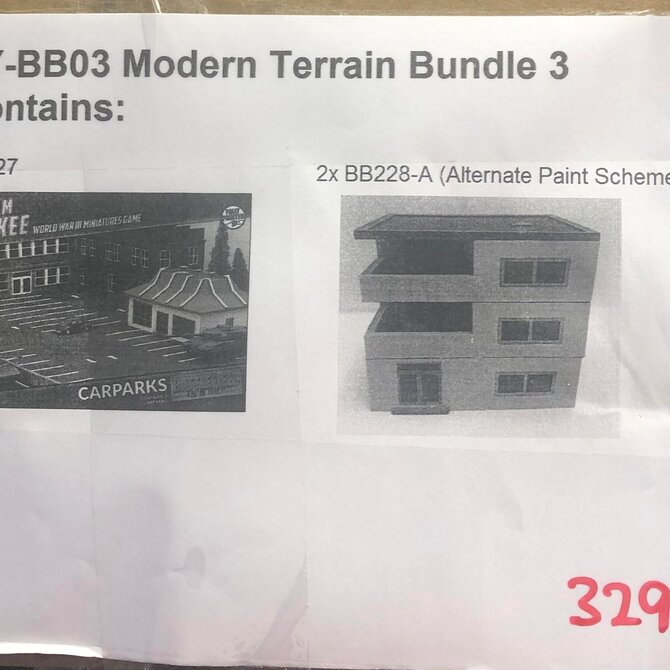 Y-BB03 Modern Terrain Bundle 3
ontains:
27
2x BB228-A (Alternate Paint Scheme
M
KEE WORLD WAR III MINIATURES GAME
CARPARKS
329